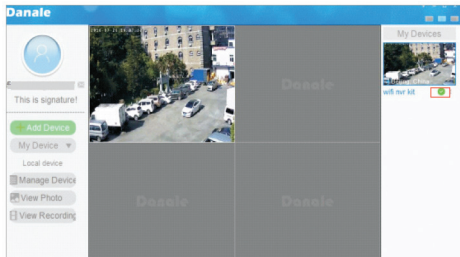 Danale
My Devices
This is signature!
+ Add Device
My Device
Local device
Manage Device
View Photo
View Recording
Danale
Danale
Danale
wifi nvr kit